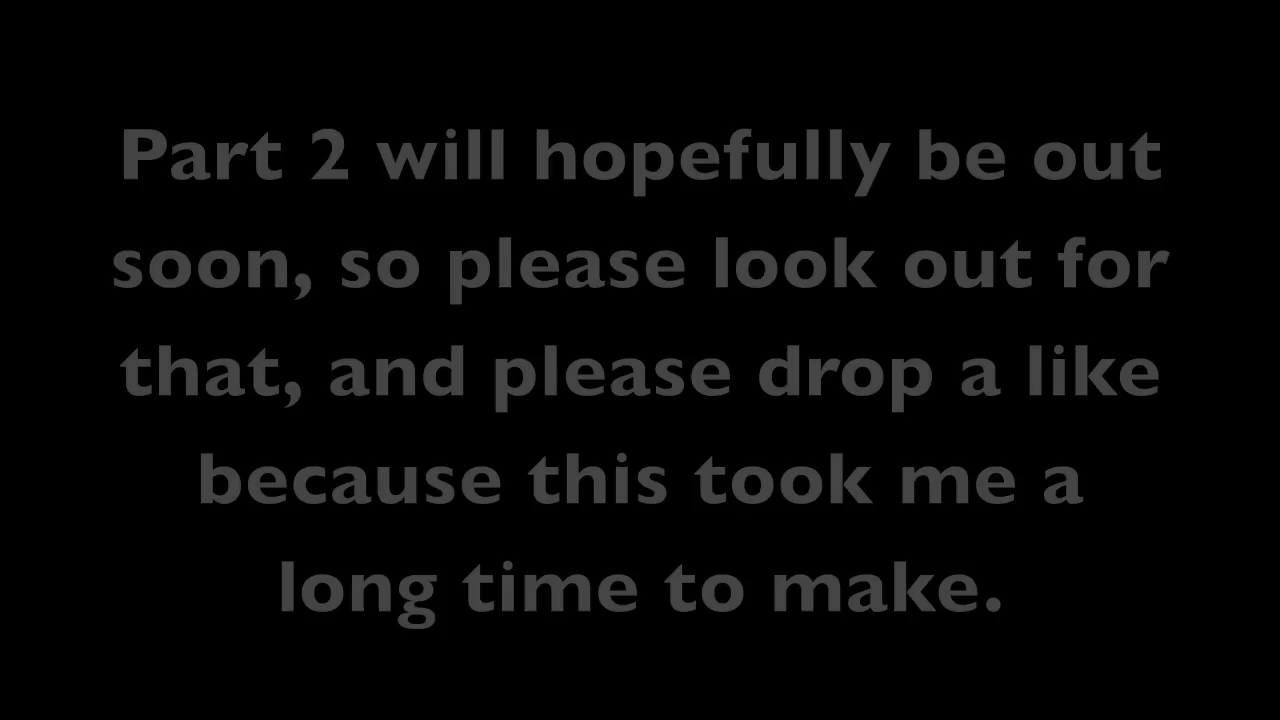 Part 2 will hopefully be out
soon, so please look out for
that, and please drop a like
because this took me a
long time to make.